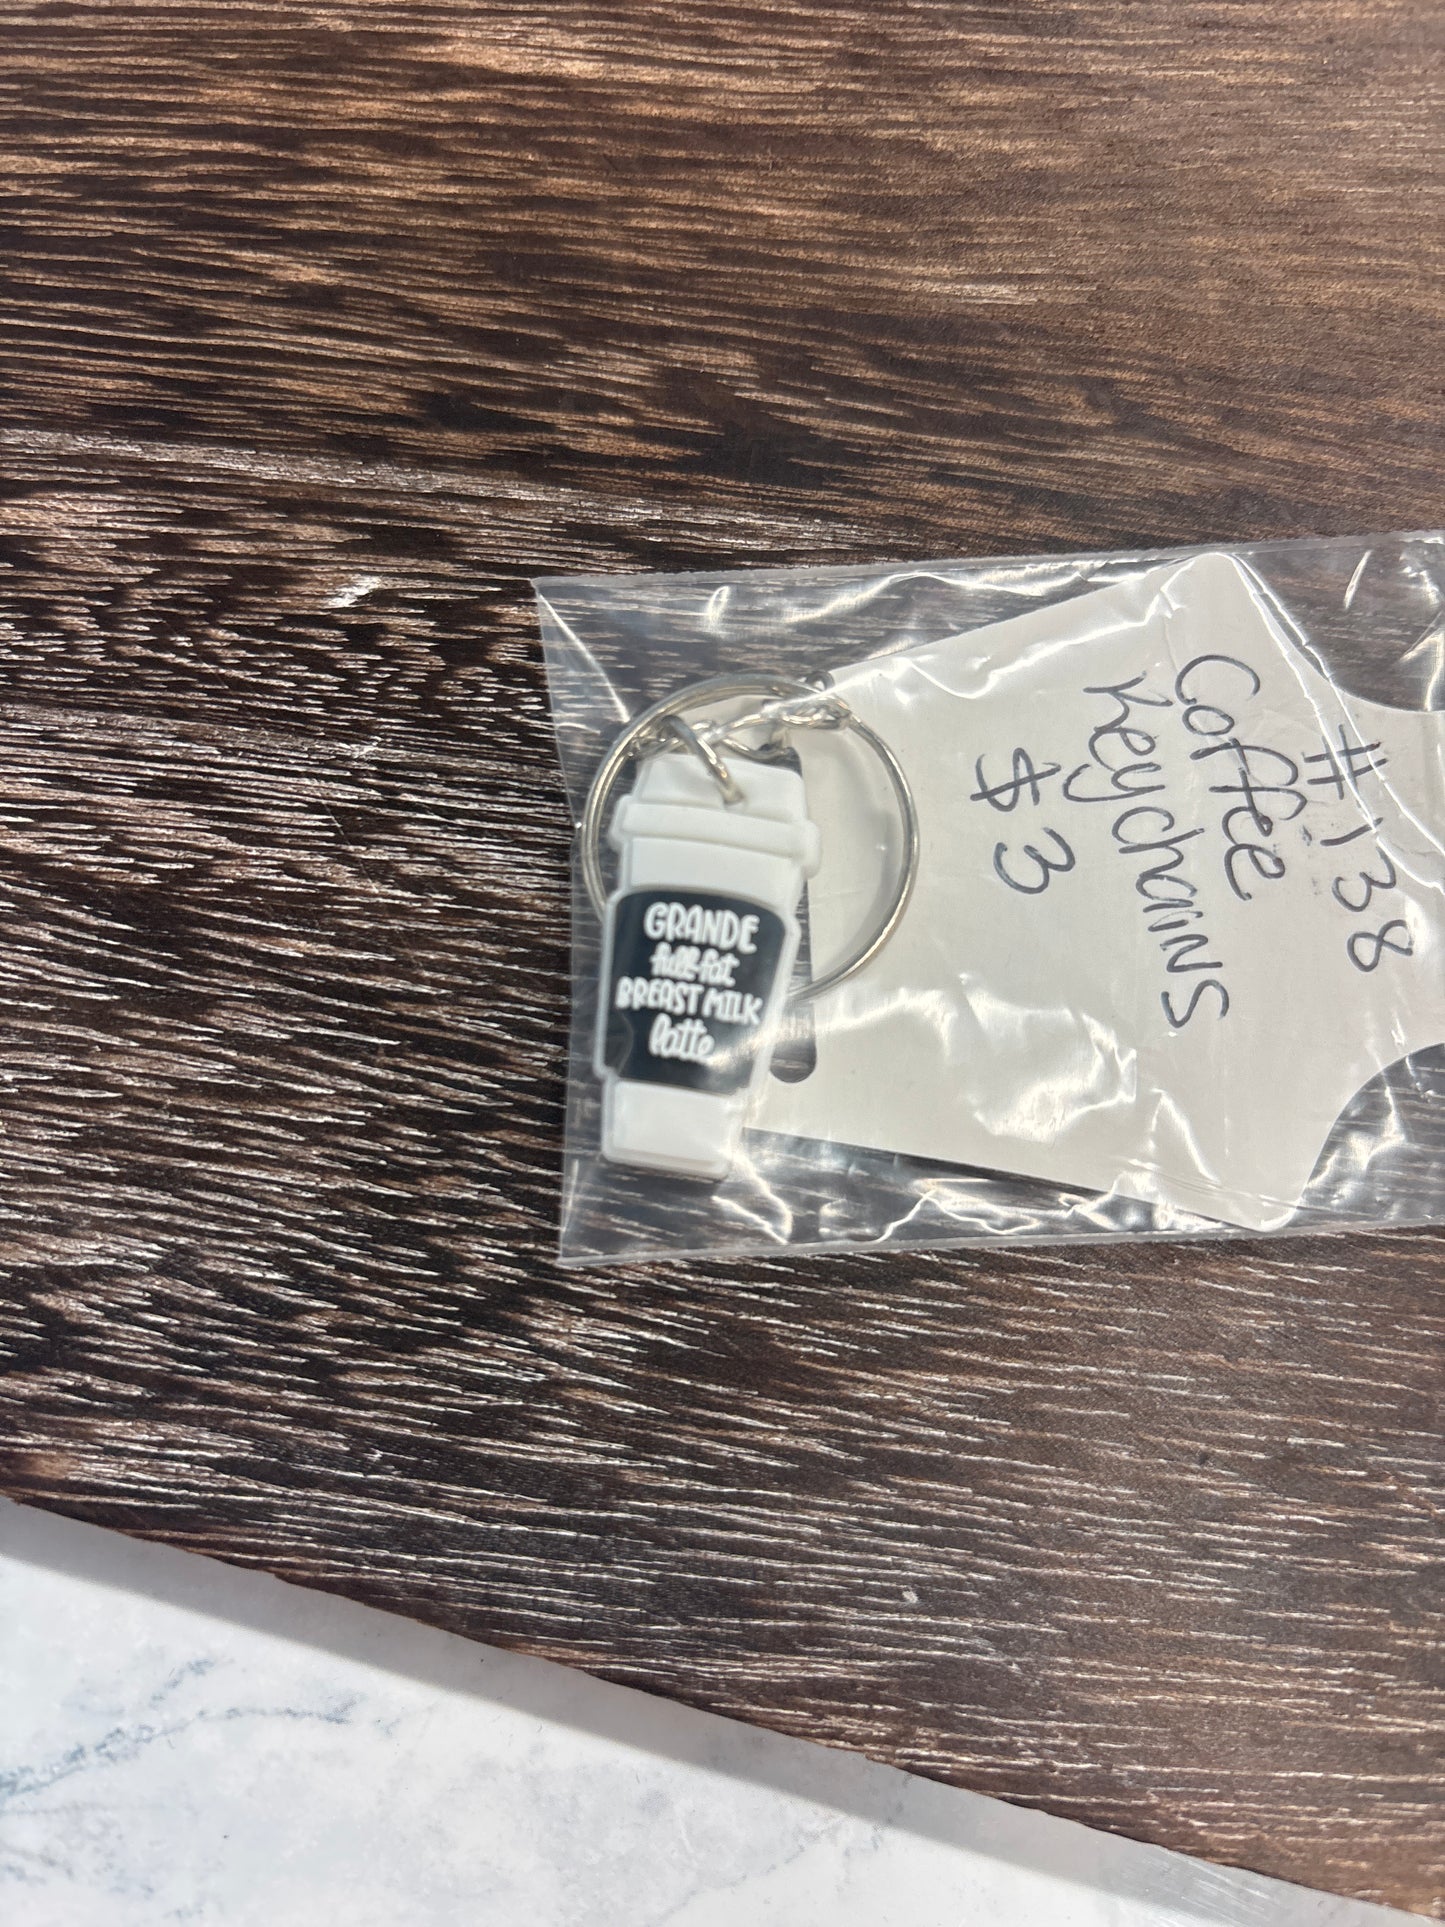 #138
Coffee
Keychains
$3
GRANDE
full-fat
BREAST MILK
latte